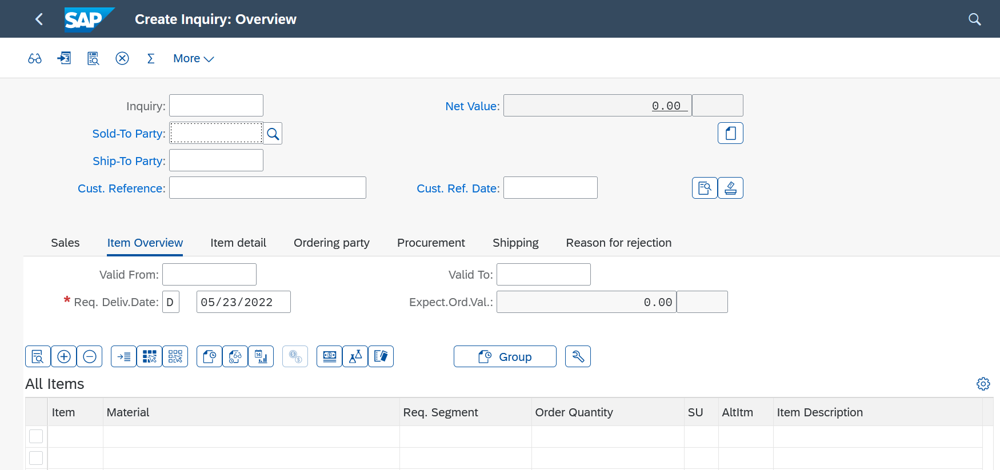 SAP Create Inquiry: Overview
Σ More
Inquiry: Net Value: 0.00
Sold-To Party:
Ship-To Party:
Cust. Reference: Cust. Ref. Date:
Sales Item Overview Item detail Ordering party Procurement Shipping Reason for rejection
Valid From: Valid To:
* Req. Deliv.Date: D 05/23/2022 Expect.Ord.Val.: 0.00
14 Group
All Items
Item Material Req. Segment Order Quantity SU AltItm Item Description